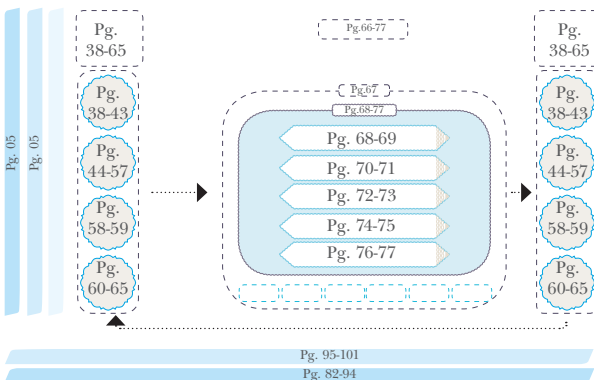 Pg. 05
Pg. 05
Pg.
38-65
Pg.
38-43
Pg.
44-57
Pg.
58-59
Pg.
60-65
Pg.66-77
Pg.67
Pg.68-77
Pg. 68-69
Pg. 70-71
Pg. 72-73
Pg. 74-75
Pg. 76-77
Pg.
38-65
Pg.
38-43
Pg.
44-57
Pg.
58-59
Pg.
60-65
Pg. 95-101
Pg. 82-94